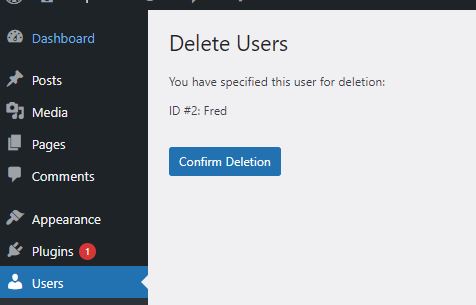 Dashboard
Posts
Media
Pages
Comments
Appearance
Plugins 1
Users
Delete Users
You have specified this user for deletion:
ID #2: Fred
Confirm Deletion